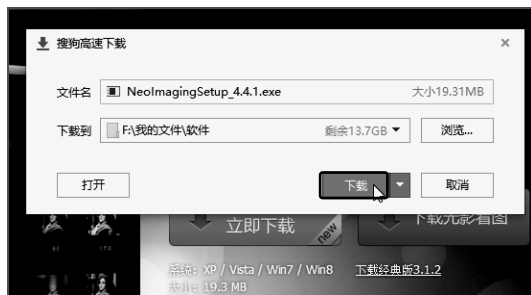 搜狗高速下载
文件名 NeoImagingSetup_4.4.1.exe 大小19.31MB
下载到 F:\我的文件\软件 剩余13.7GB 浏览...
打开 下载 取消
立即下载 new 下载光影看图
系统：XP / Vista / Win7 / Win8 下载经典版3.1.2
大小：19.3 MB